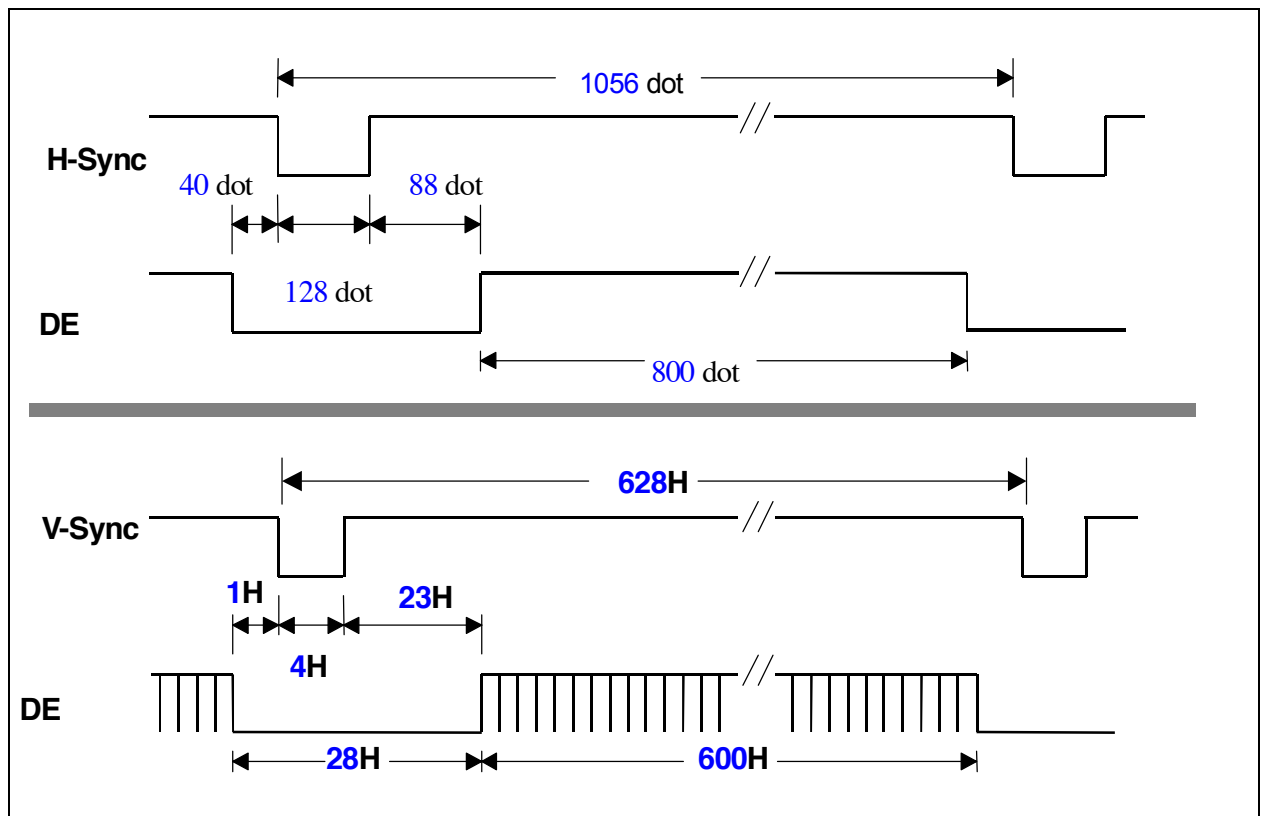 1056 dot
H-Sync
40 dot
88 dot
128 dot
DE
800 dot
628H
V-Sync
1H
23H
4H
DE
28H
600H